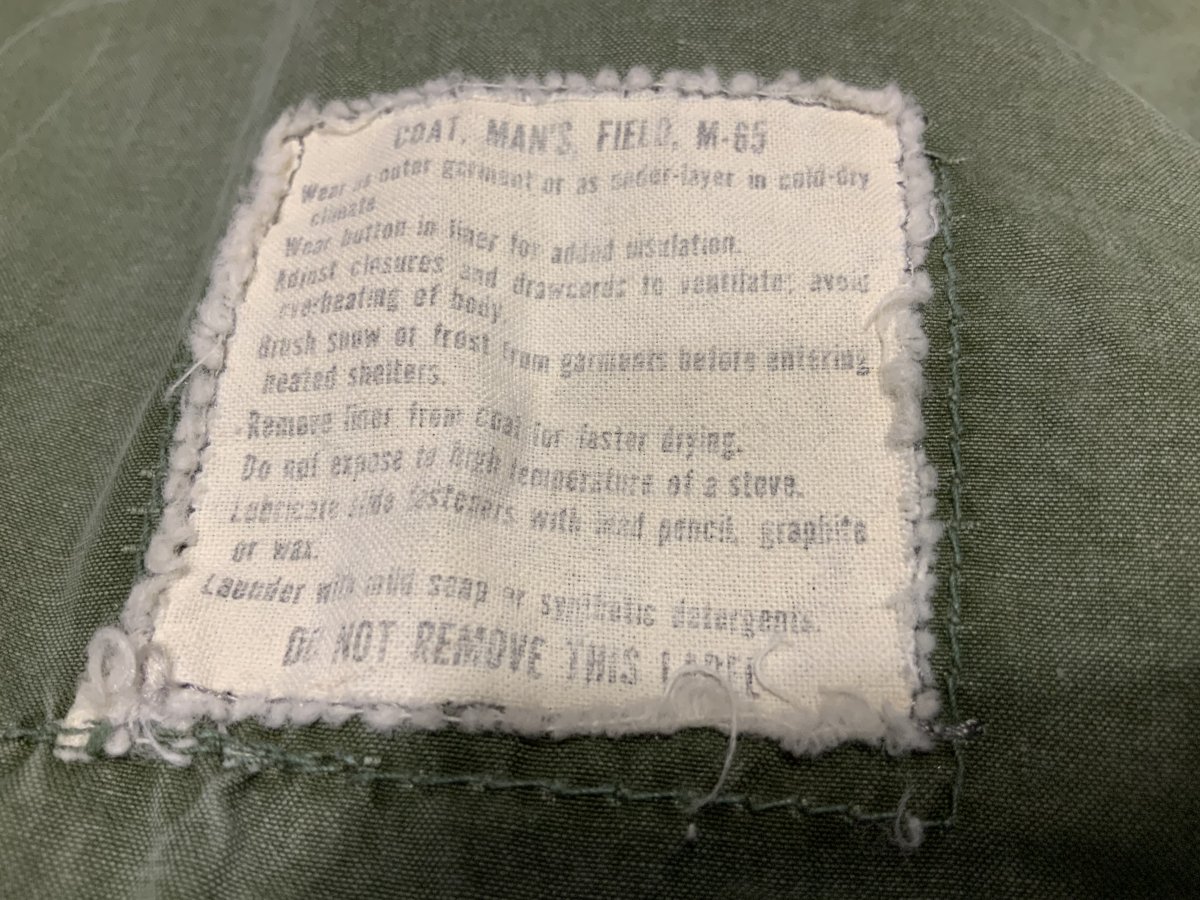 COAT, MAN'S, FIELD, M-65
Wear as outer garment or as under-layer in cold-dry
climate
Wear button in liner for added insulation.
Adjust closures and drawcords to ventilate; avoid
overheating of body
Brush snow or frost from garments before entering
heated shelters.
Remove liner from coat for faster drying.
Do not expose to high temperature of a stove.
Lubricate slide fasteners with lead pencil, graphite
or wax.
Launder with mild soap or synthetic detergents.
DO NOT REMOVE THIS LABEL